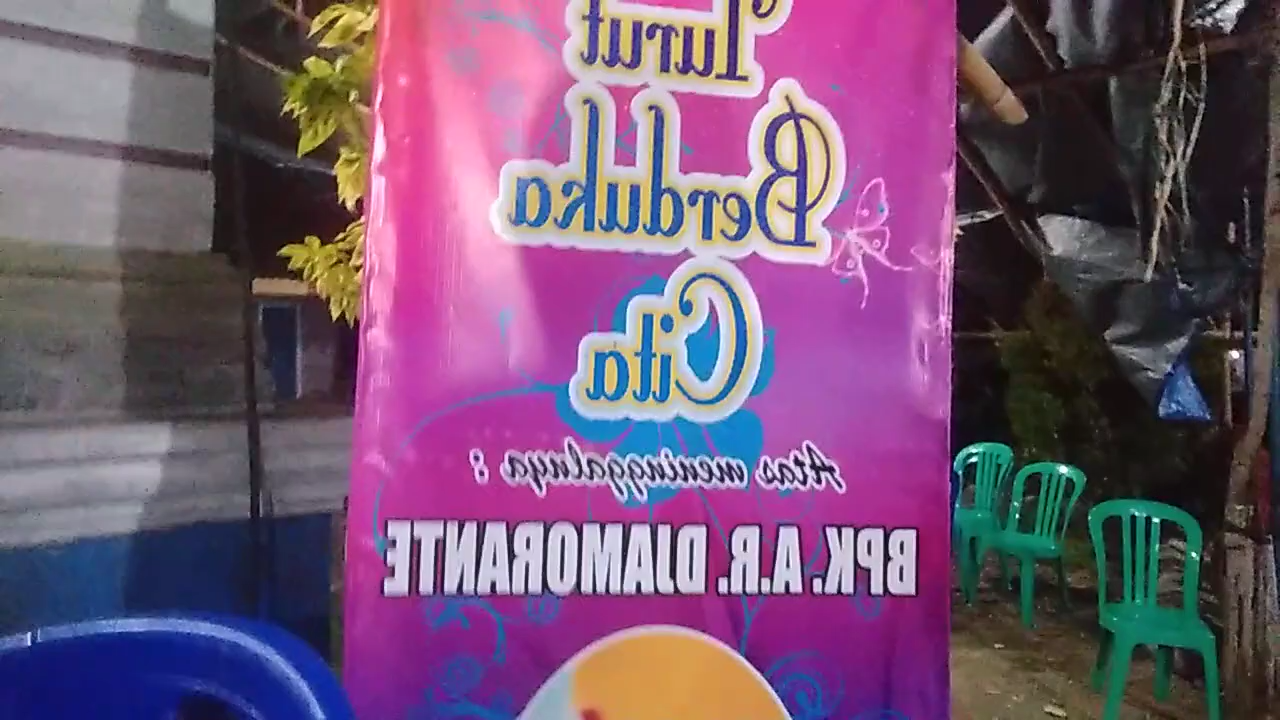 Turut
Berduka
Cita
Atas meninggalnya :
BPK. A.R. DJAMORANTE